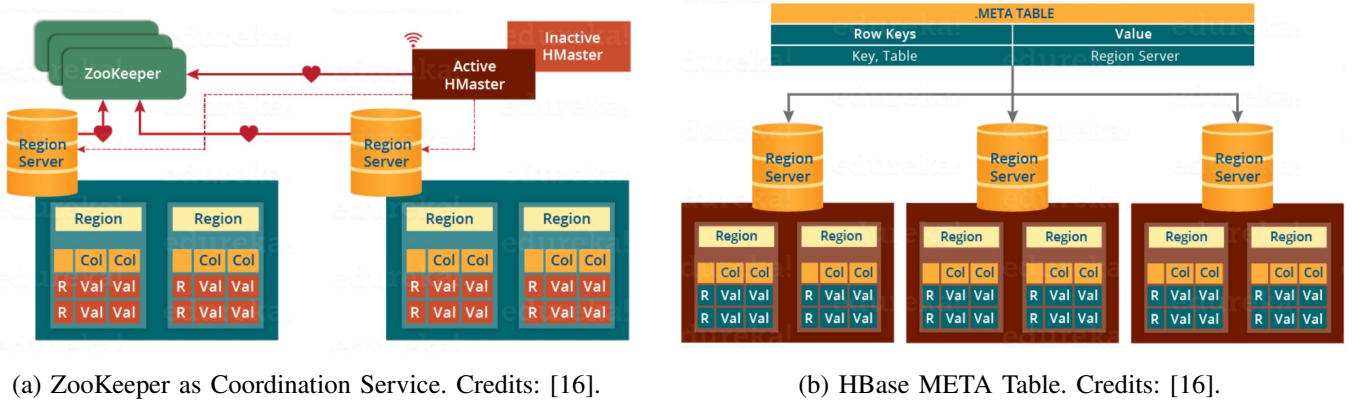 ZooKeeper
Inactive
HMaster
Active
HMaster
Region
Server
Region
Server
Region
Region
Region
Region
Col Col
Col Col
Col Col
Col Col
R Val Val
R Val Val
R Val Val
R Val Val
R Val Val
R Val Val
R Val Val
R Val Val
(a) ZooKeeper as Coordination Service. Credits: [16].
.META TABLE
Row Keys Value
Key, Table Region Server
Region
Server
Region
Server
Region
Server
Region
Region
Region
Region
Region
Region
Col Col
Col Col
Col Col
Col Col
Col Col
Col Col
R Val Val
R Val Val
R Val Val
R Val Val
R Val Val
R Val Val
R Val Val
R Val Val
R Val Val
R Val Val
R Val Val
R Val Val
(b) HBase META Table. Credits: [16].
edureka!